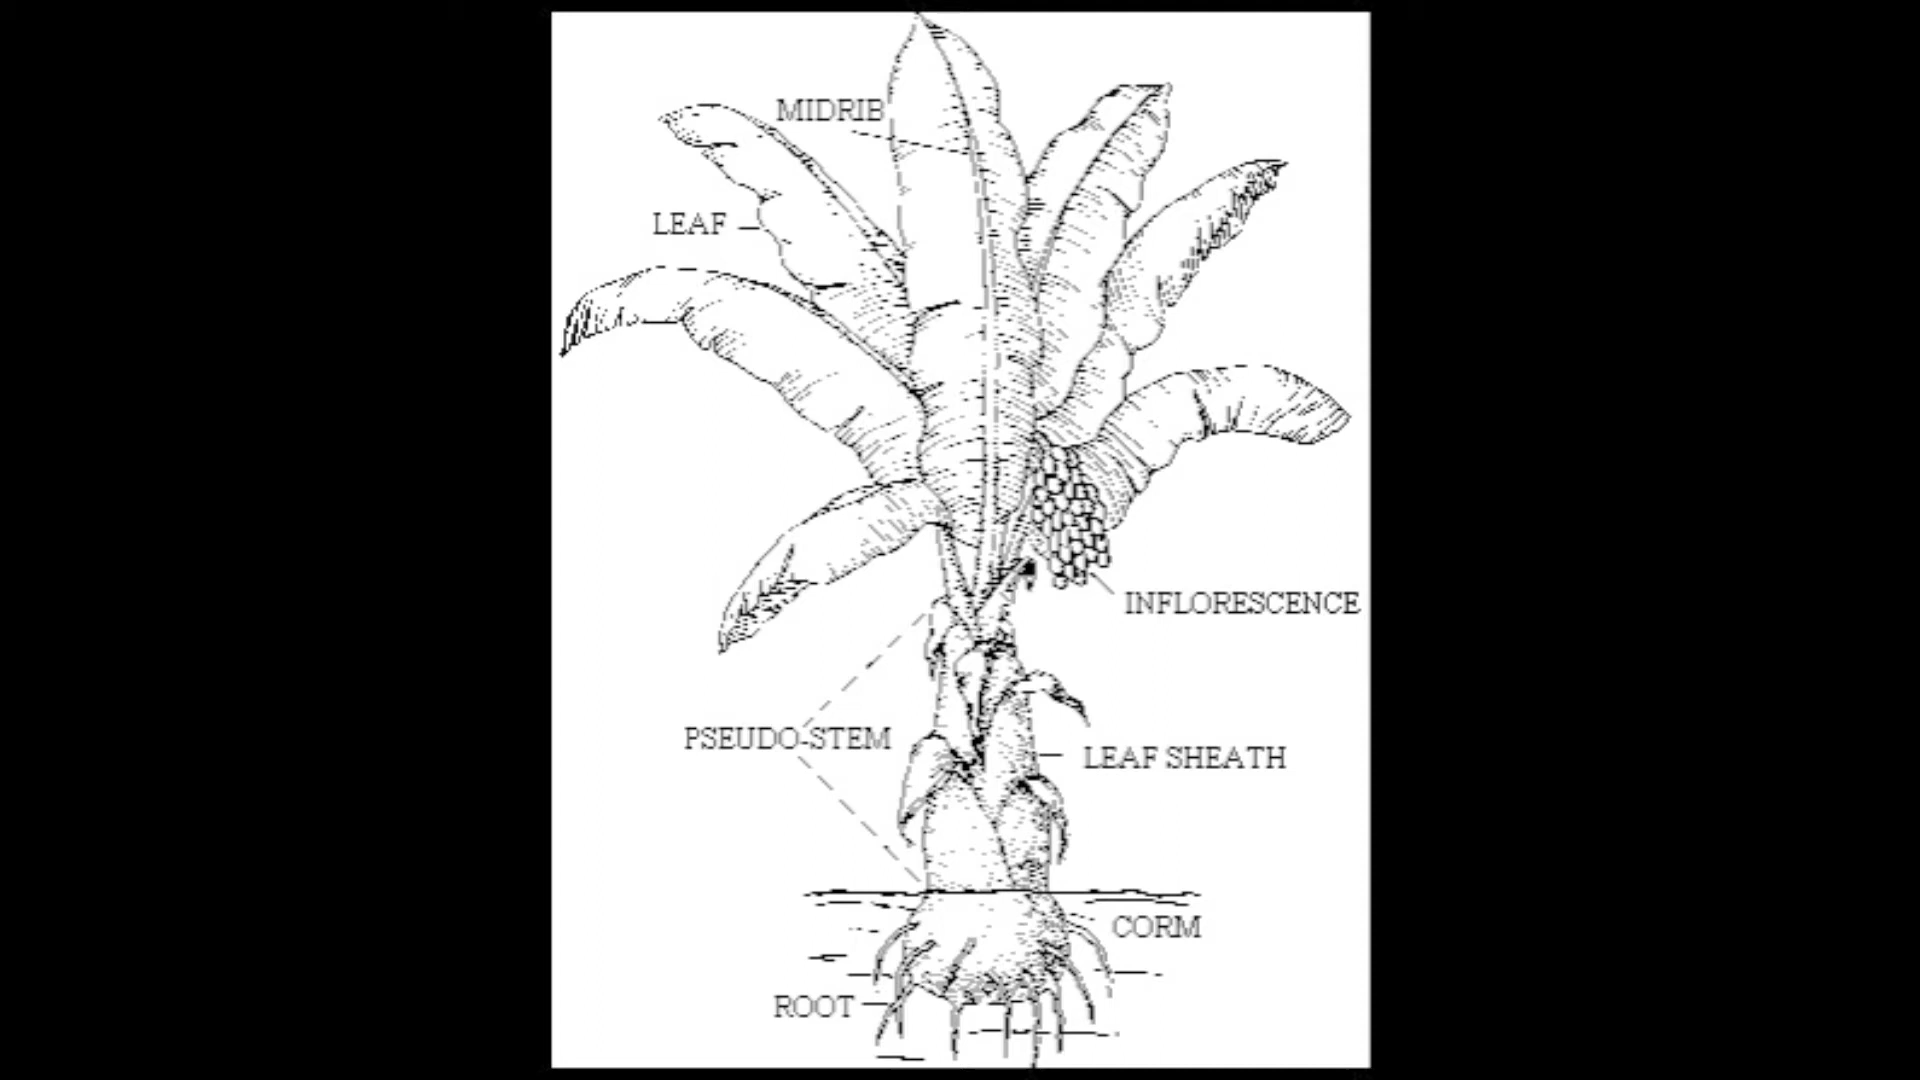 MIDRIB
LEAF
INFLORESCENCE
PSEUDO-STEM
LEAF SHEATH
CORM
ROOT